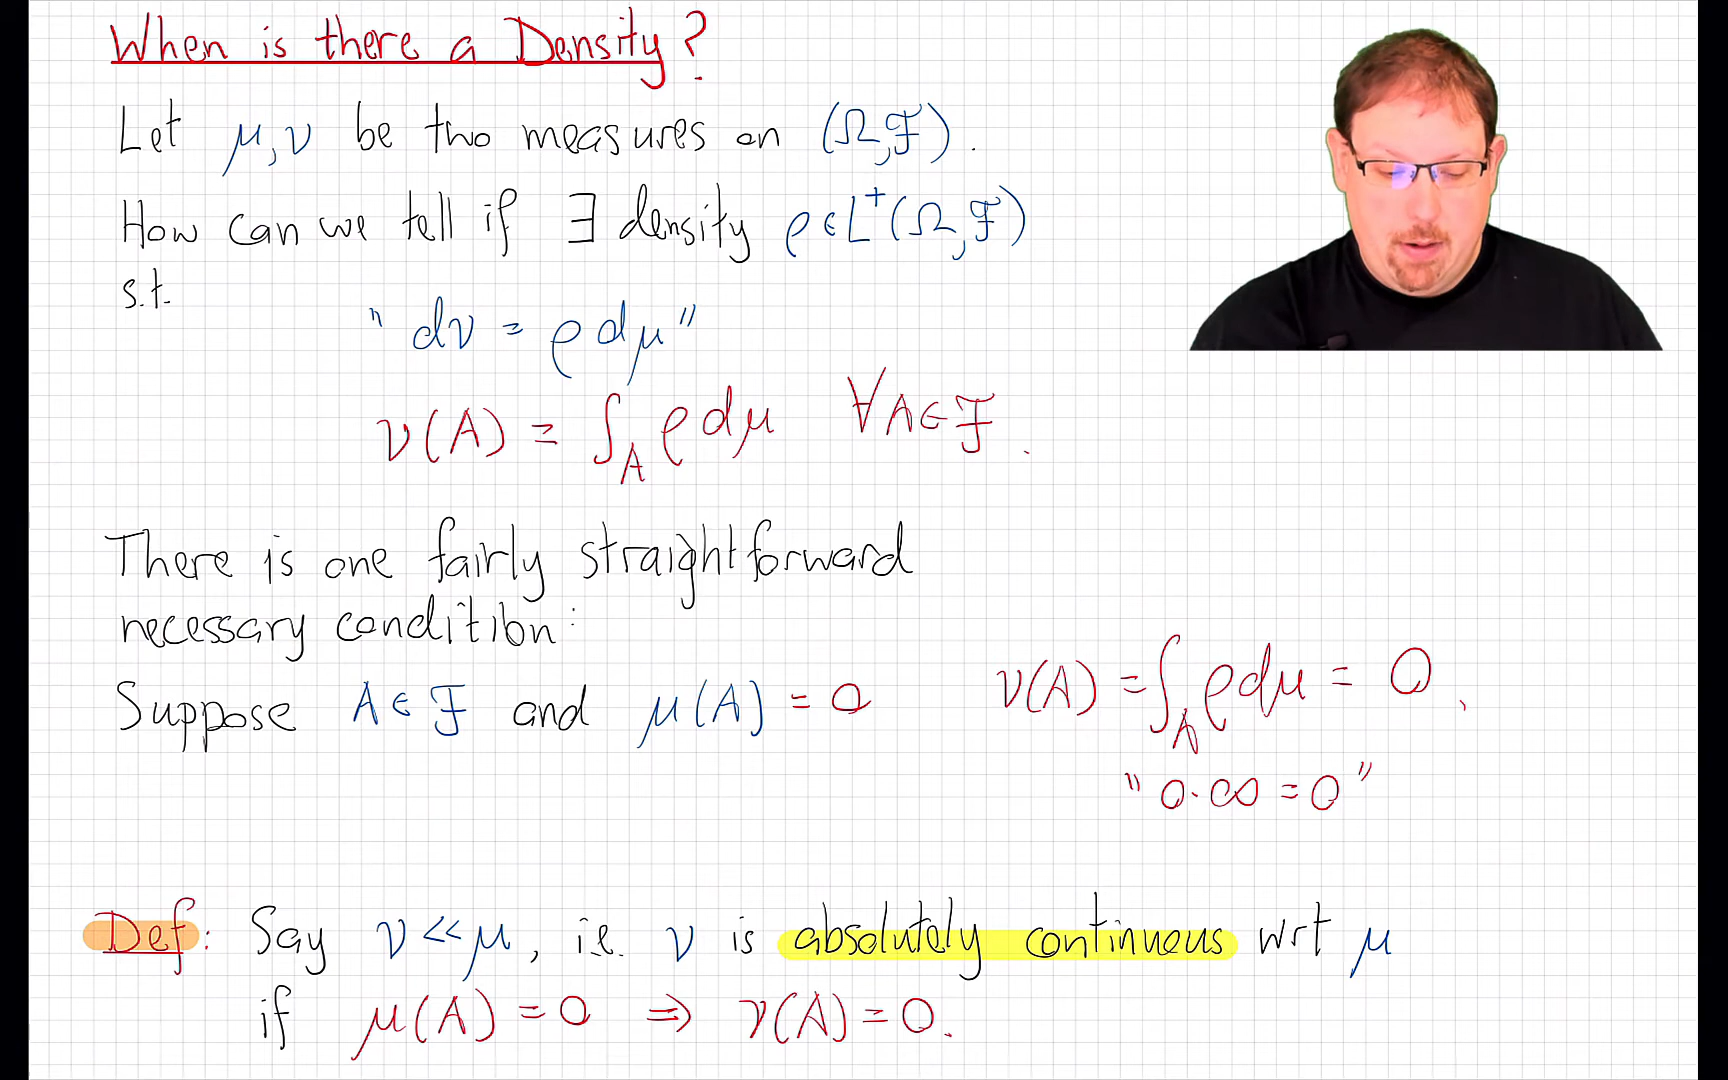 When is there a Density?
Let μ, ν be two measures on (Ω, ℱ).
How can we tell if ∃ density ρ ∈ L⁺(Ω, ℱ)
s.t.
"dν = ρ dμ"
ν(A) = ∫_A ρ dμ ∀A ∈ ℱ.
There is one fairly straightforward
necessary condition:
Suppose A ∈ ℱ and μ(A) = 0
ν(A) = ∫_A ρ dμ = 0.
"0·∞ = 0"
Def: Say ν << μ, i.e. ν is absolutely continuous wrt μ
if μ(A) = 0 ⇒ ν(A) = 0.